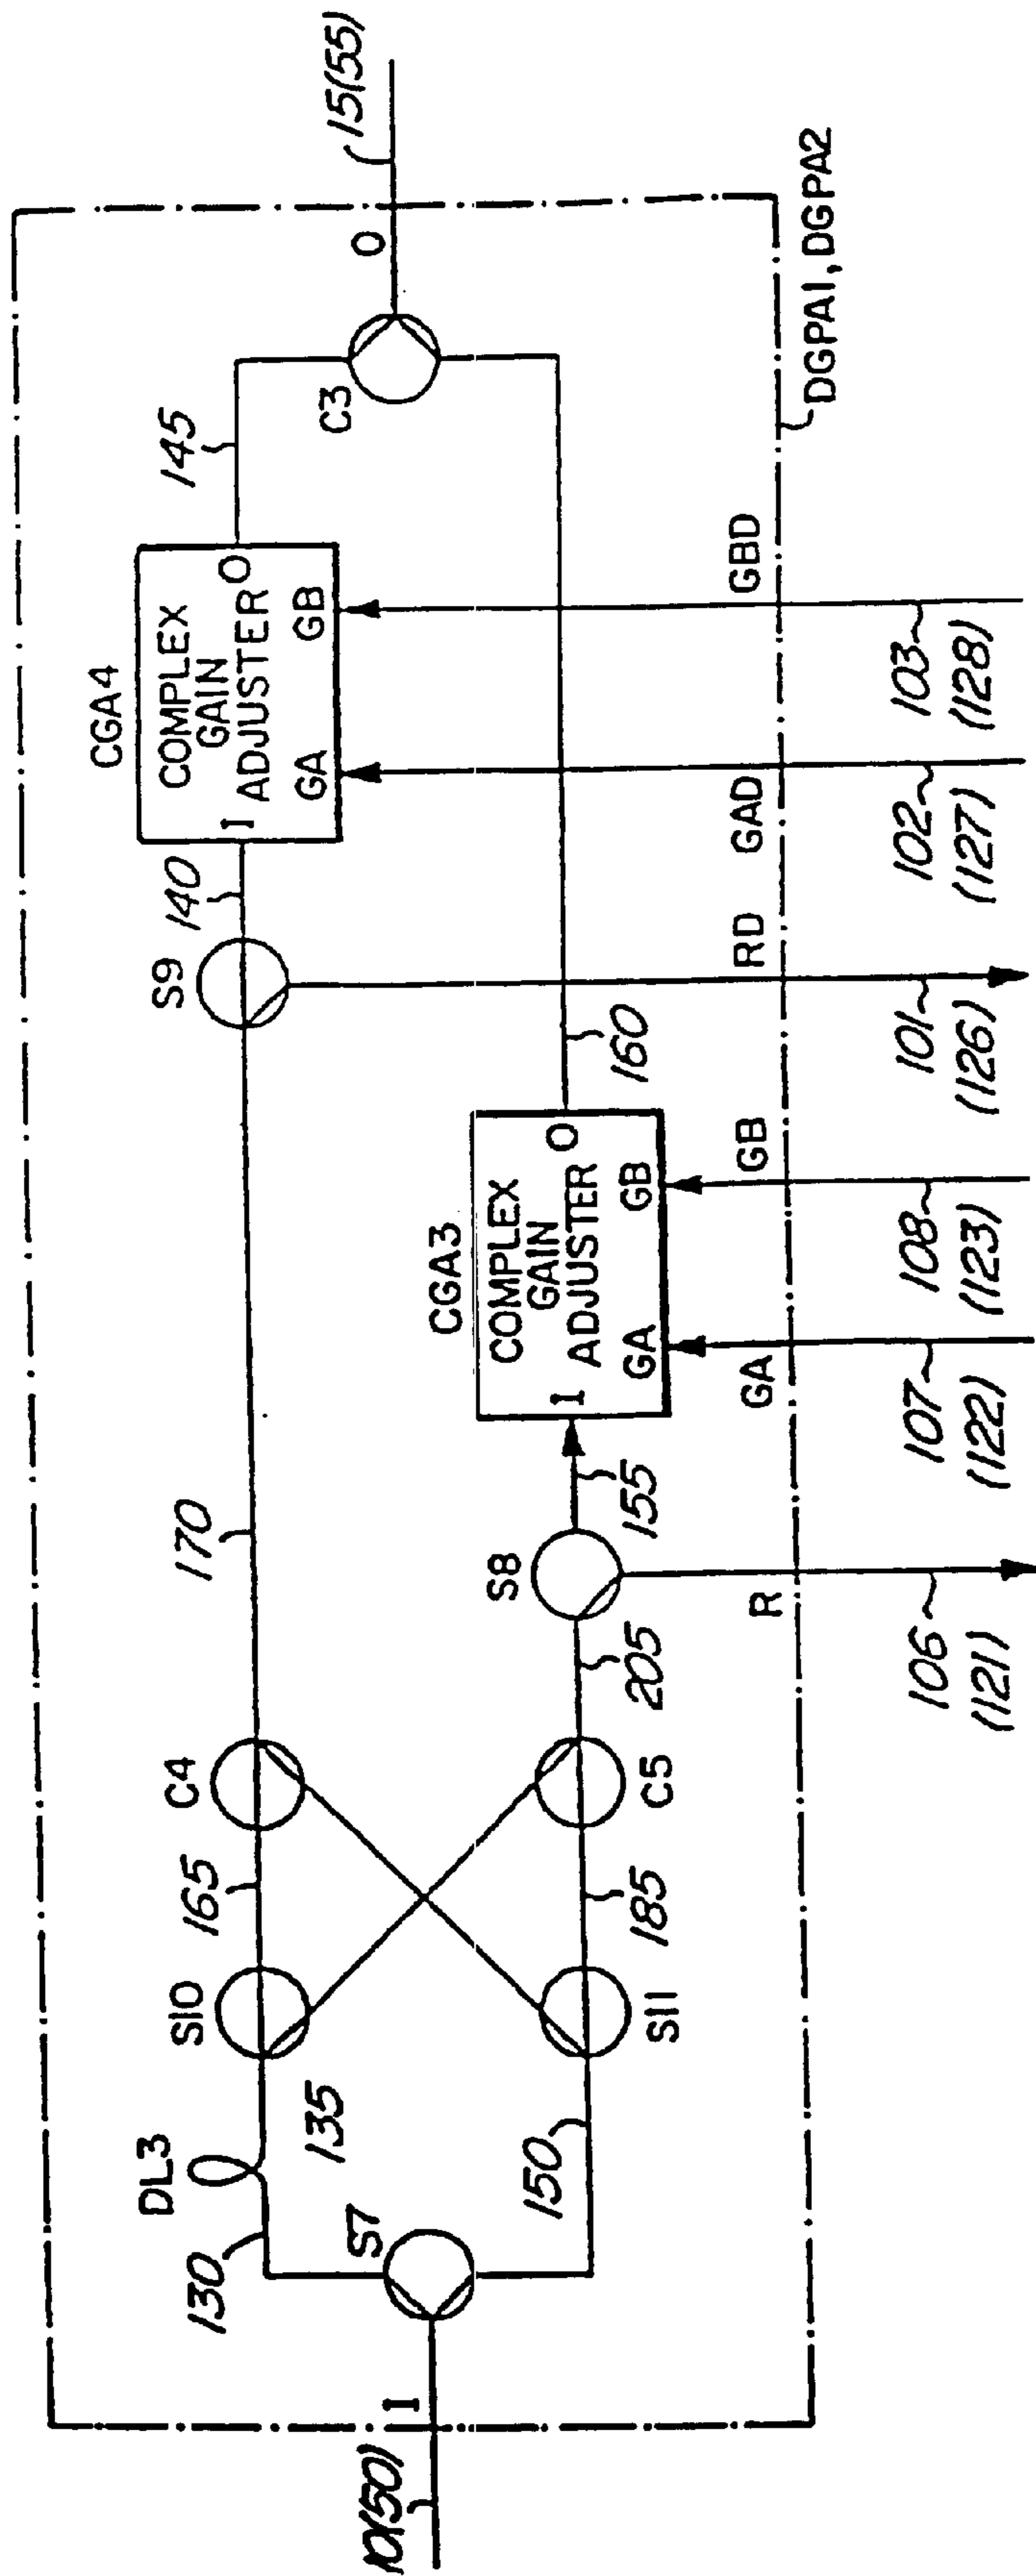 10(50)
I
S7
130
DL3
135
150
S10
S11
165
185
C4
C5
170
205
S8
155
R
106
(121)
CGA3
COMPLEX
GAIN
ADJUSTER
I
O
GA
GB
GA
GB
107
(122)
108
(123)
160
S9
140
RD
101
(126)
CGA4
COMPLEX
GAIN
ADJUSTER
I
O
GA
GB
GAD
GBD
102
(127)
103
(128)
145
C3
O
15(55)
DGPA1, DGPA2